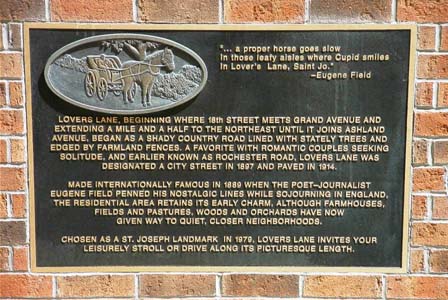 "... a proper horse goes slow
In those leafy aisles where Cupid smiles
In Lover's Lane, Saint Jo."
–Eugene Field
LOVERS LANE, BEGINNING WHERE 18th STREET MEETS GRAND AVENUE AND
EXTENDING A MILE AND A HALF TO THE NORTHEAST UNTIL IT JOINS ASHLAND
AVENUE, BEGAN AS A SHADY COUNTRY ROAD LINED WITH STATELY TREES AND
EDGED BY FARMLAND FENCES. A FAVORITE WITH ROMANTIC COUPLES SEEKING
SOLITUDE, AND EARLIER KNOWN AS ROCHESTER ROAD, LOVERS LANE WAS
DESIGNATED A CITY STREET IN 1897 AND PAVED IN 1914.
MADE INTERNATIONALLY FAMOUS IN 1889 WHEN THE POET–JOURNALIST
EUGENE FIELD PENNED HIS NOSTALGIC LINES WHILE SOJOURNING IN ENGLAND,
THE RESIDENTIAL AREA RETAINS ITS EARLY CHARM, ALTHOUGH FARMHOUSES,
FIELDS AND PASTURES, WOODS AND ORCHARDS HAVE NOW
GIVEN WAY TO QUIET, CLOSER NEIGHBORHOODS.
CHOSEN AS A ST. JOSEPH LANDMARK IN 1979, LOVERS LANE INVITES YOUR
LEISURELY STROLL OR DRIVE ALONG ITS PICTURESQUE LENGTH.